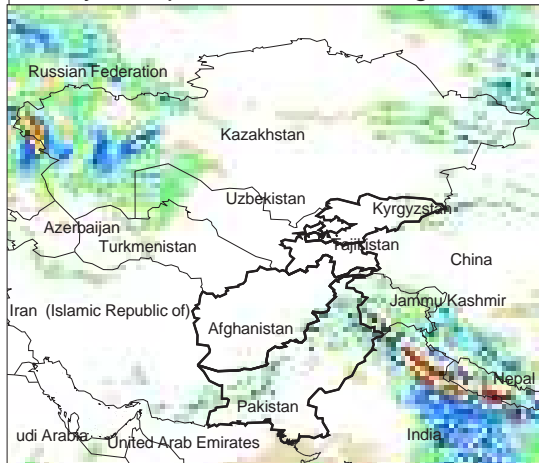 Russian Federation
Kazakhstan
Uzbekistan
Kyrgyzstan
Azerbaijan
Turkmenistan
Tajikistan
China
Iran (Islamic Republic of)
Jammu Kashmir
Afghanistan
Nepal
Pakistan
udi Arabia
United Arab Emirates
India